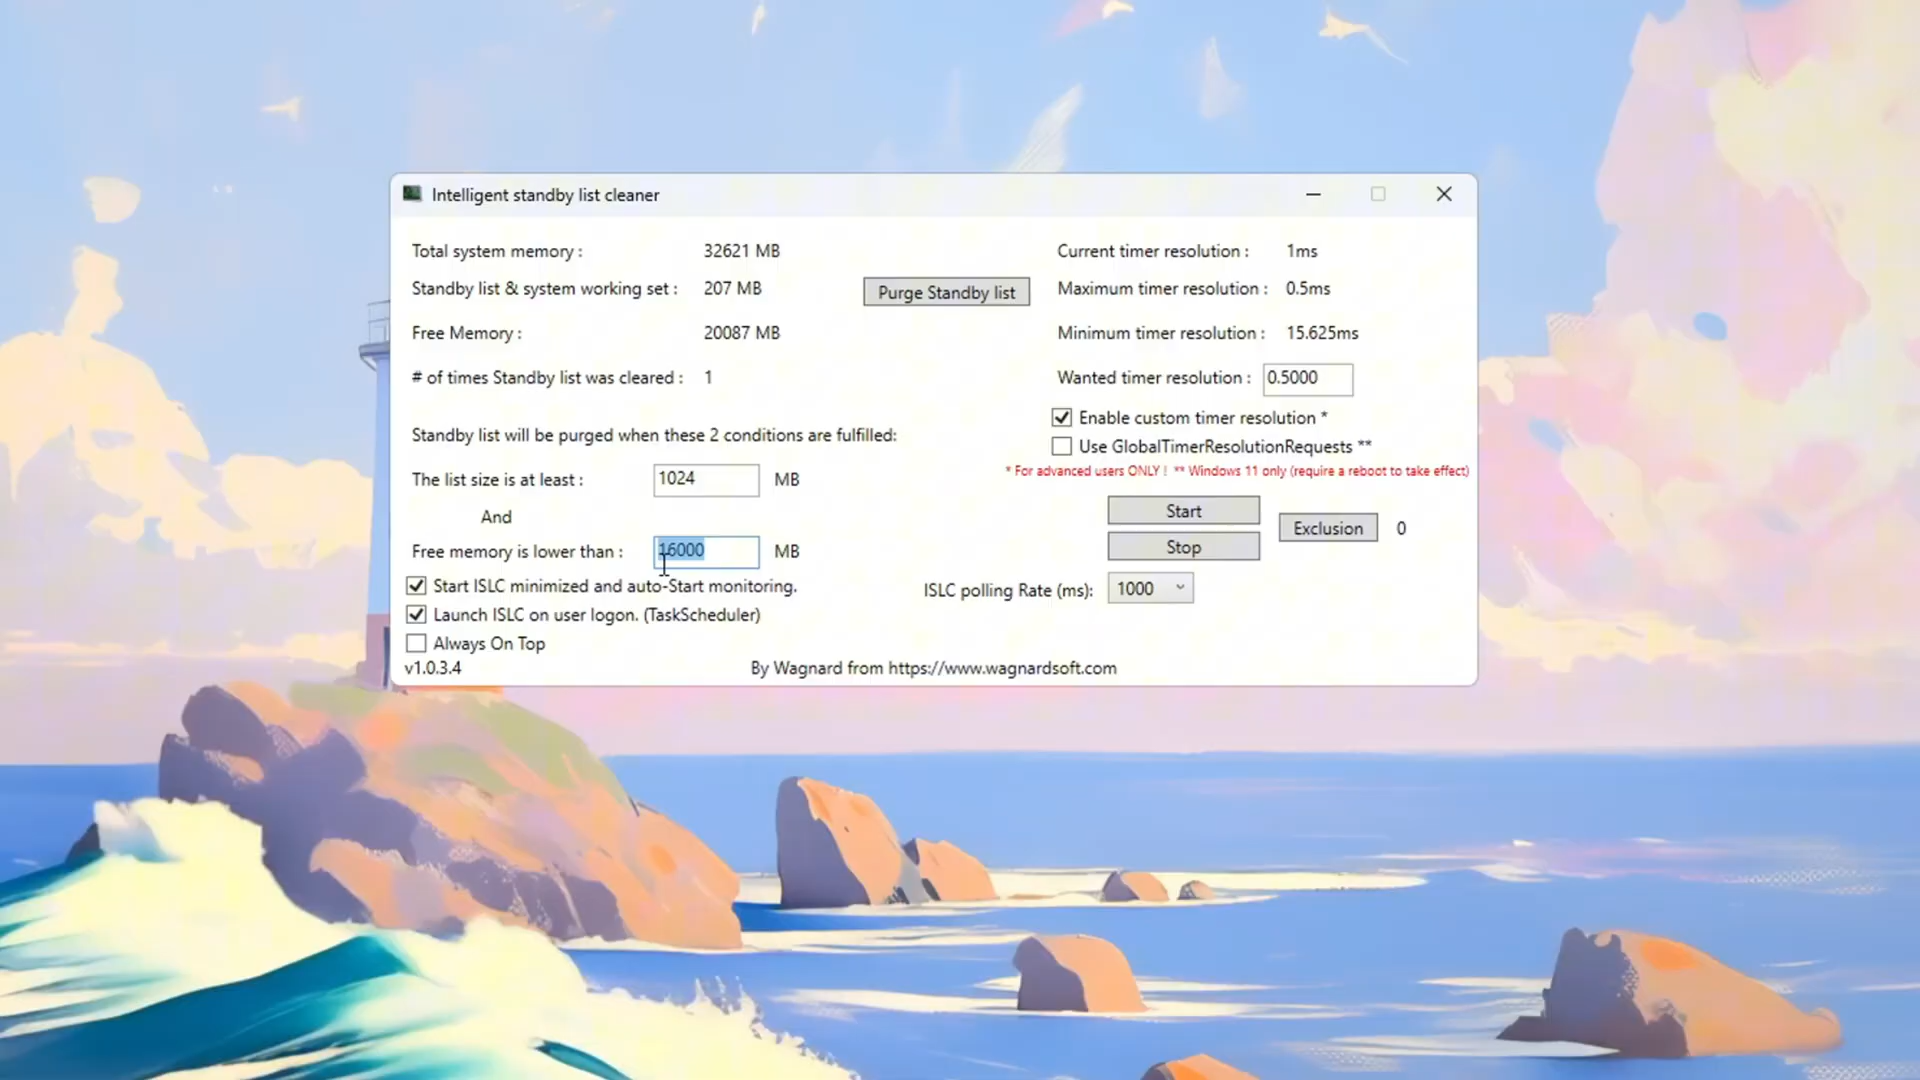 Intelligent standby list cleaner
Total system memory : 32621 MB
Standby list & system working set : 207 MB
Purge Standby list
Free Memory : 20087 MB
# of times Standby list was cleared : 1
Standby list will be purged when these 2 conditions are fulfilled:
The list size is at least : 1024 MB
And
Free memory is lower than : 16000 MB
Start ISLC minimized and auto-Start monitoring.
Launch ISLC on user logon. (TaskScheduler)
Always On Top
v1.0.3.4
Current timer resolution : 1ms
Maximum timer resolution : 0.5ms
Minimum timer resolution : 15.625ms
Wanted timer resolution : 0.5000
Enable custom timer resolution *
Use GlobalTimerResolutionRequests **
* For advanced users ONLY ! ** Windows 11 only (require a reboot to take effect)
Start
Stop
Exclusion 0
ISLC polling Rate (ms): 1000
By Wagnard from https://www.wagnardsoft.com